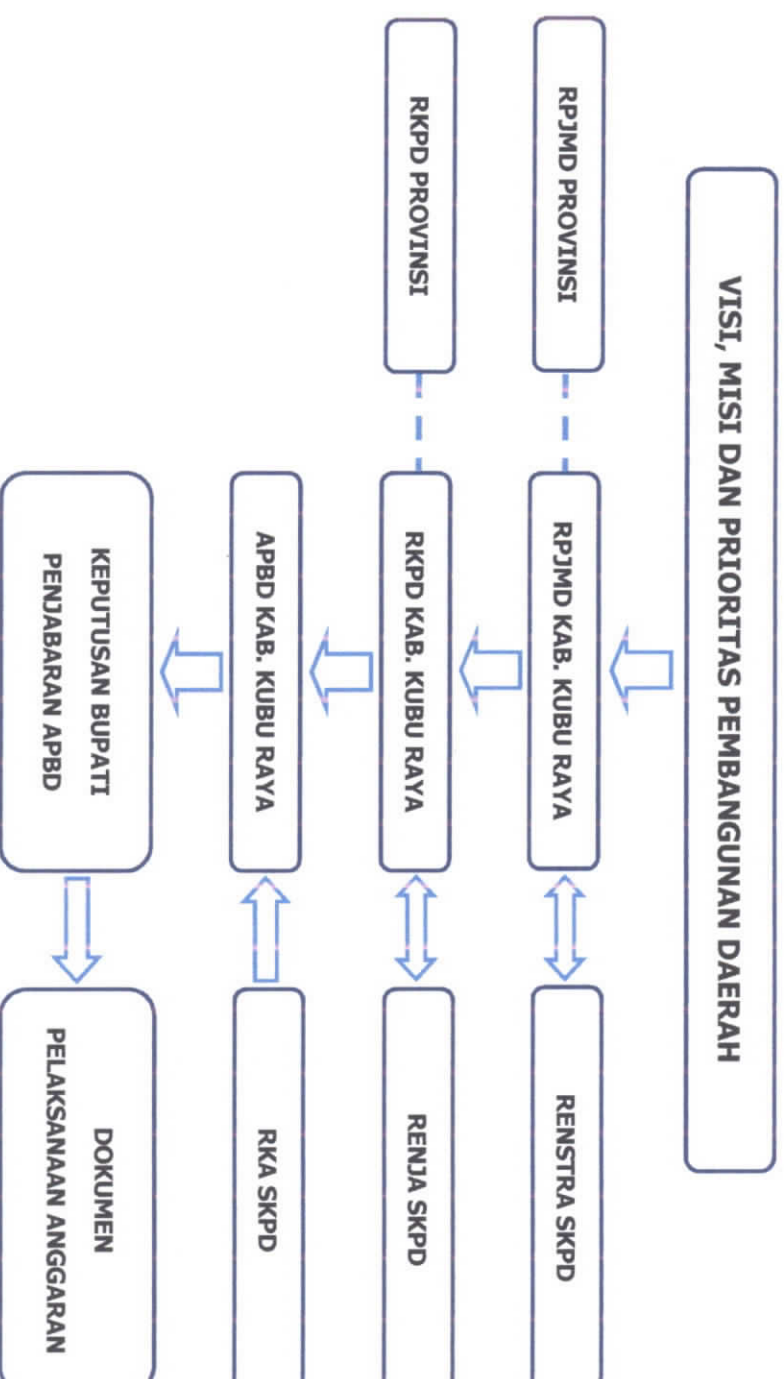 VISI, MISI DAN PRIORITAS PEMBANGUNAN DAERAH
RPJMD PROVINSI
RPJMD KAB. KUBU RAYA
RENSTRA SKPD
RKPD PROVINSI
RKPD KAB. KUBU RAYA
RENJA SKPD
APBD KAB. KUBU RAYA
RKA SKPD
KEPUTUSAN BUPATI
PENJABARAN APBD
DOKUMEN
PELAKSANAAN ANGGARAN